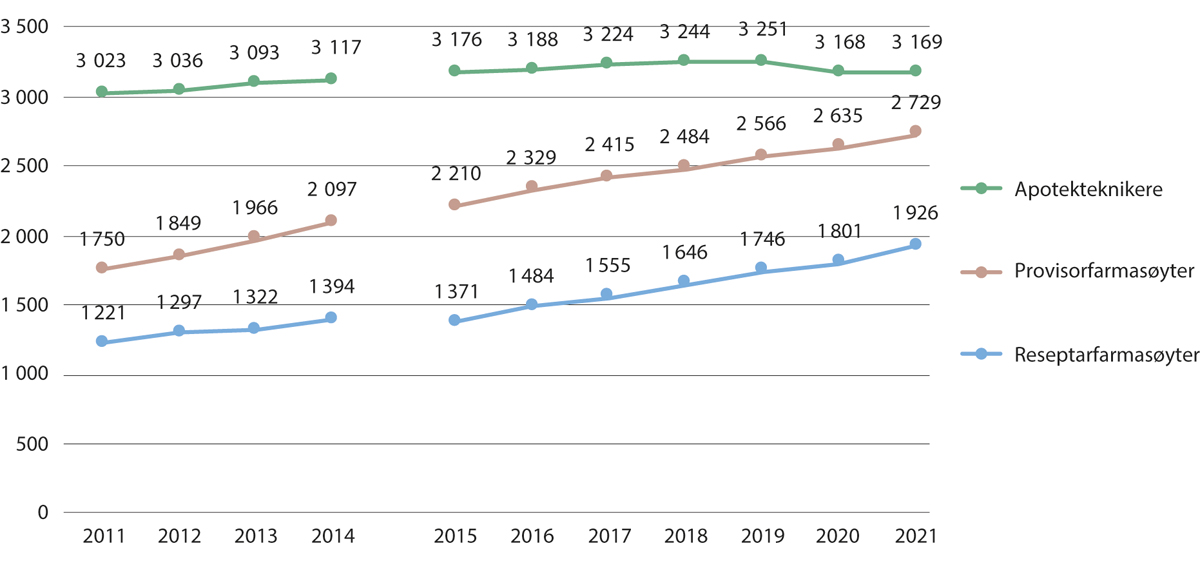 3 500
3 000
2 500
2 000
1 500
1 000
500
0
3 023 3 036 3 093 3 117 3 176 3 188 3 224 3 244 3 251 3 168 3 169
1 750 1 849 1 966 2 097 2 210 2 329 2 415 2 484 2 566 2 635 2 729
1 221 1 297 1 322 1 394 1 371 1 484 1 555 1 646 1 746 1 801 1 926
2011 2012 2013 2014 2015 2016 2017 2018 2019 2020 2021
Apotekteknikere
Provisorfarmasøyter
Reseptarfarmasøyter